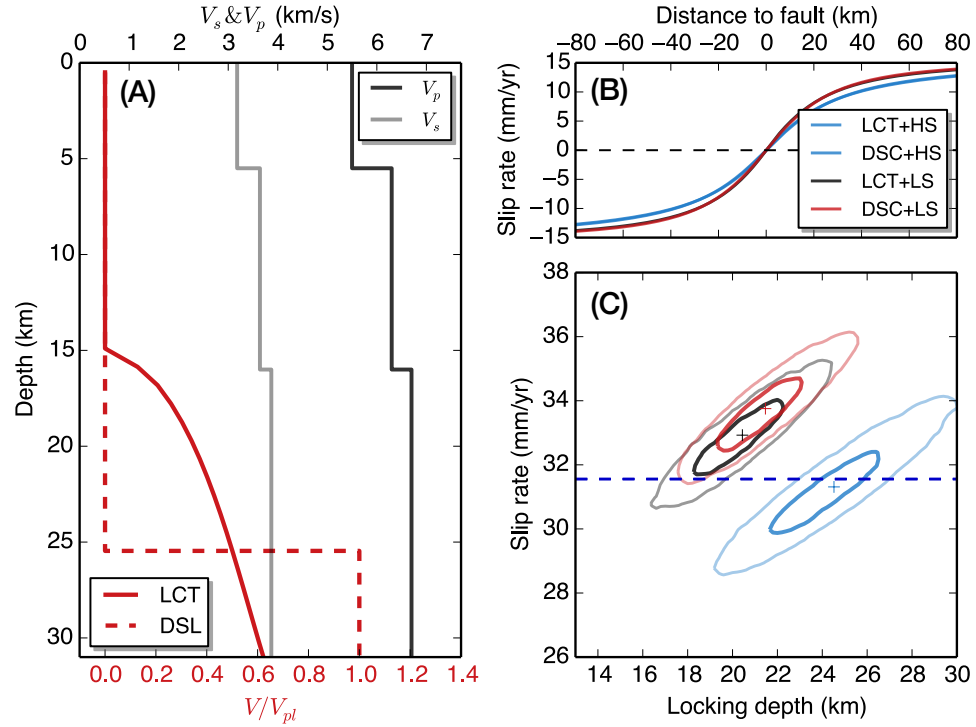 V_s & V_p (km/s)
0 1 2 3 4 5 6 7
(A)
V_p
V_s
0
5
10
15
20
25
30
Depth (km)
LCT
DSL
0.0 0.2 0.4 0.6 0.8 1.0 1.2 1.4
V/V_{pl}
Distance to fault (km)
−80 −60 −40 −20 0 20 40 60 80
(B)
15
10
5
0
−5
−10
−15
Slip rate (mm/yr)
LCT+HS
DSC+HS
LCT+LS
DSC+LS
(C)
36
34
32
30
28
26
Slip rate (mm/yr)
14 16 18 20 22 24 26 28 30
Locking depth (km)